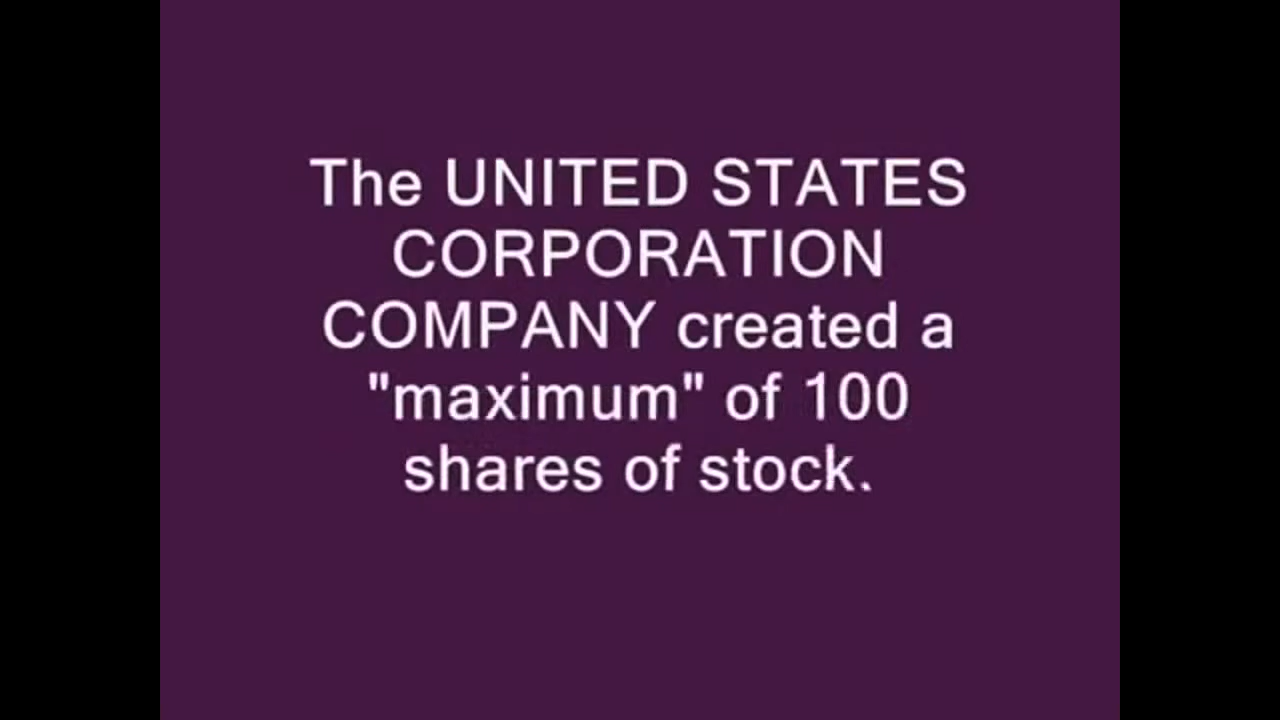 The UNITED STATES
CORPORATION
COMPANY created a
"maximum" of 100
shares of stock.